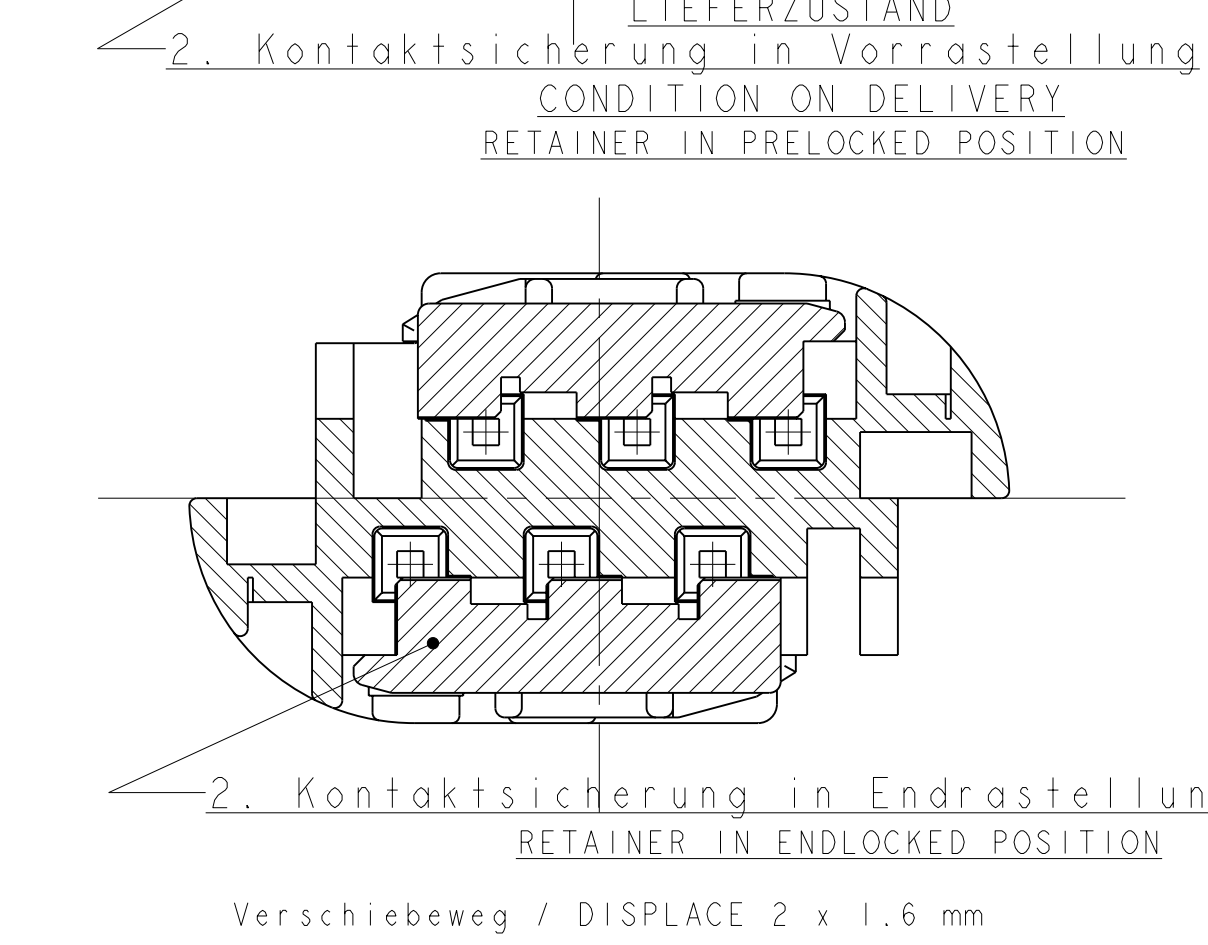 LIEFERZUSTAND
2. Kontaktsicherung in Vorrastellung
CONDITION ON DELIVERY
RETAINER IN PRELOCKED POSITION
2. Kontaktsicherung in Endrastellun
RETAINER IN ENDLOCKED POSITION
Verschiebeweg / DISPLACE 2 x 1.6 mm